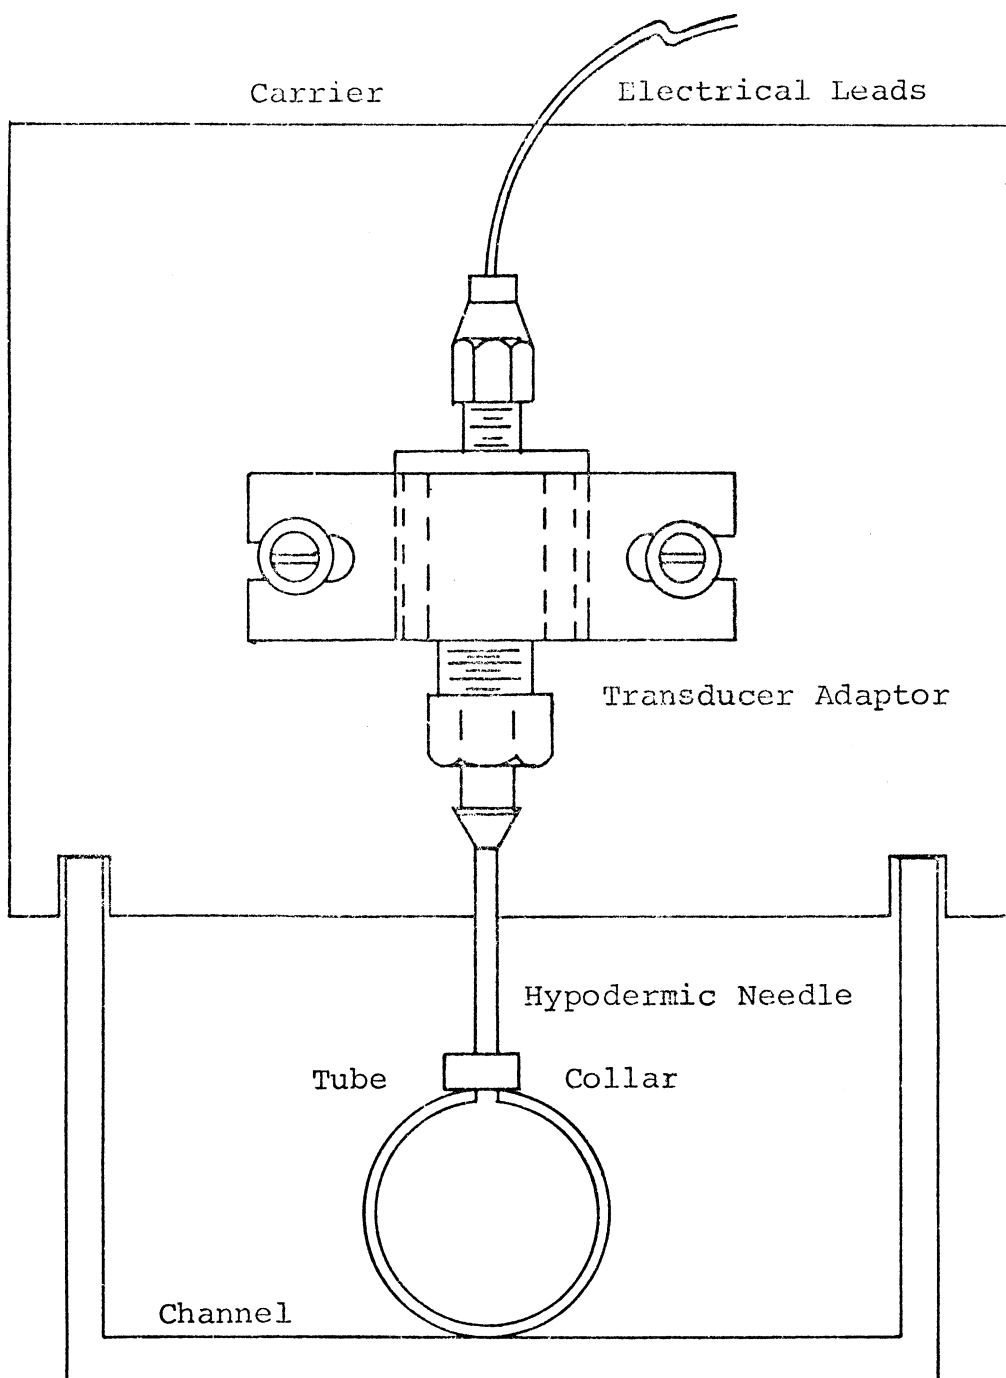 Carrier
Electrical Leads
Transducer Adaptor
Hypodermic Needle
Tube
Collar
Channel